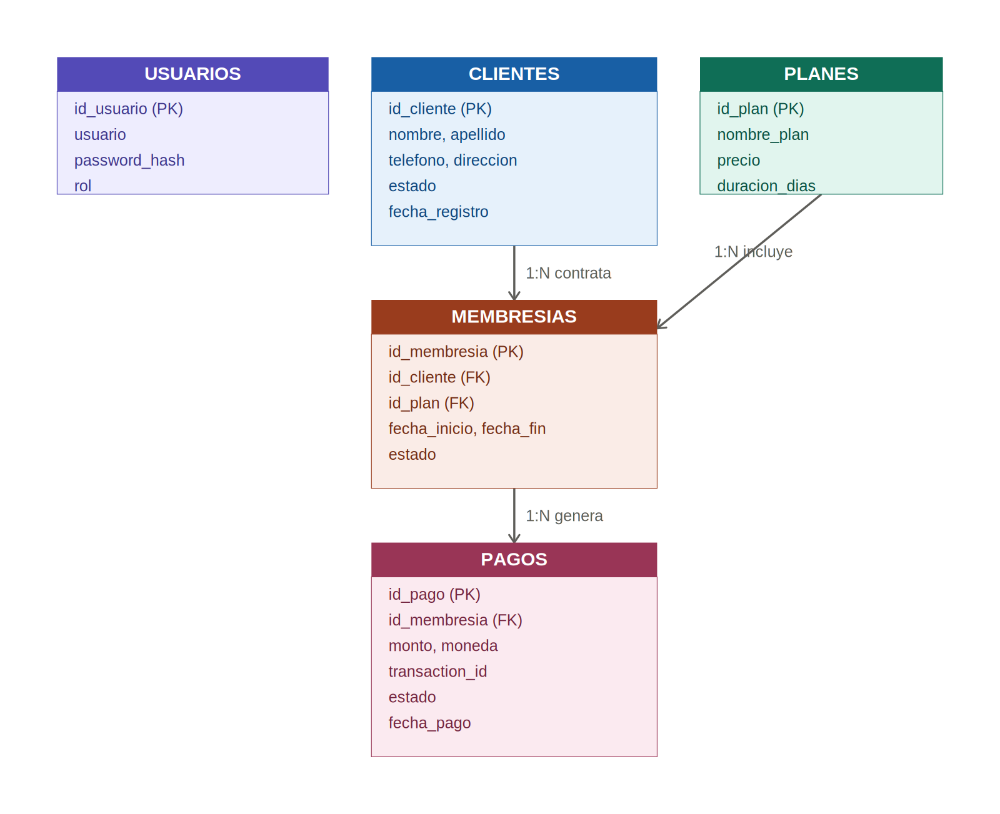 USUARIOS
id_usuario (PK)
usuario
password_hash
rol
CLIENTES
id_cliente (PK)
nombre, apellido
telefono, direccion
estado
fecha_registro
PLANES
id_plan (PK)
nombre_plan
precio
duracion_dias
1:N contrata
1:N incluye
MEMBRESIAS
id_membresia (PK)
id_cliente (FK)
id_plan (FK)
fecha_inicio, fecha_fin
estado
1:N genera
PAGOS
id_pago (PK)
id_membresia (FK)
monto, moneda
transaction_id
estado
fecha_pago